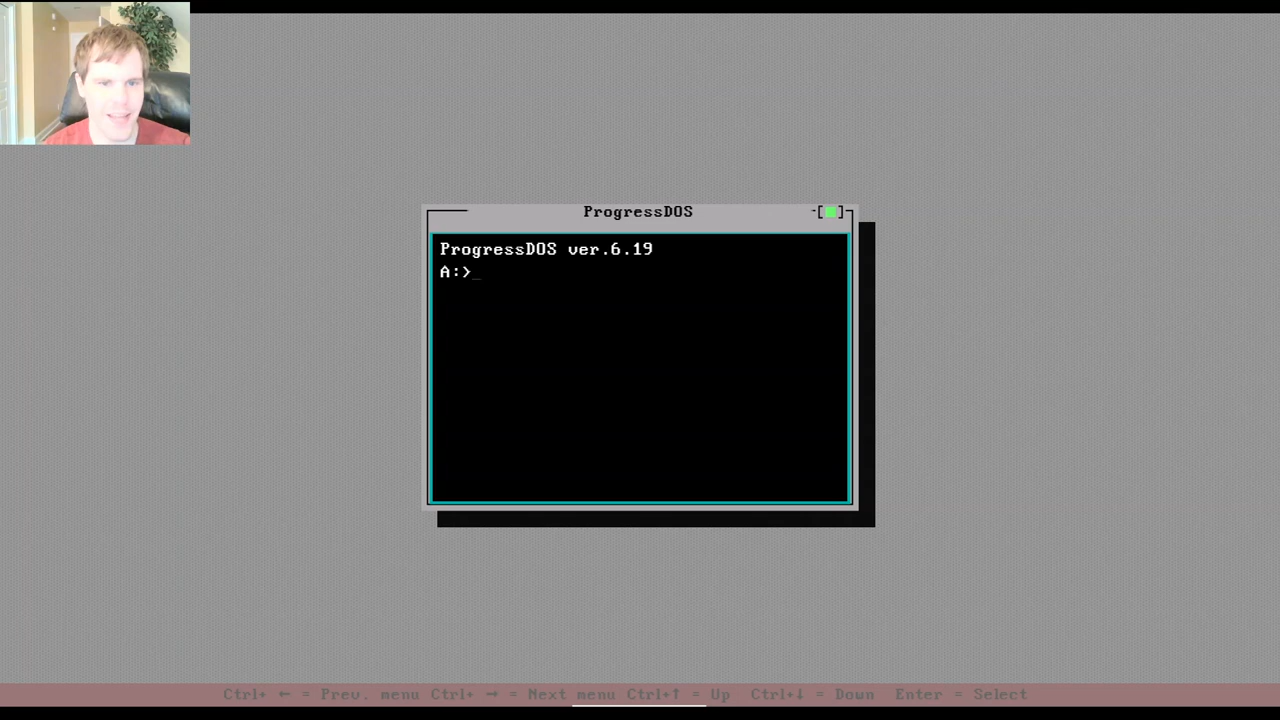 ProgressDOS
ProgressDOS ver.6.19
A:>_
Ctrl+ ← = Prev. menu Ctrl+ → = Next menu Ctrl+↑ = Up Ctrl+↓ = Down Enter = Select